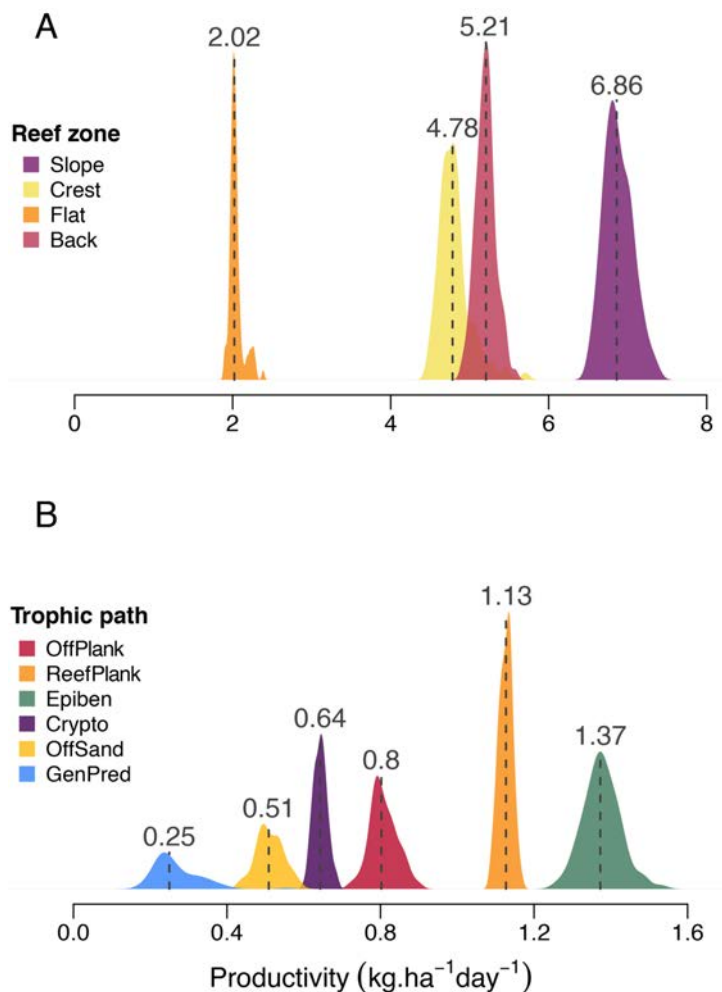 A
2.02
5.21
6.86
4.78
Reef zone
Slope
Crest
Flat
Back
0 2 4 6 8
B
Trophic path
OffPlank
ReefPlank
Epiben
Crypto
OffSand
GenPred
1.13
1.37
0.64
0.8
0.51
0.25
0.0 0.4 0.8 1.2 1.6
Productivity (kg.ha⁻¹day⁻¹)